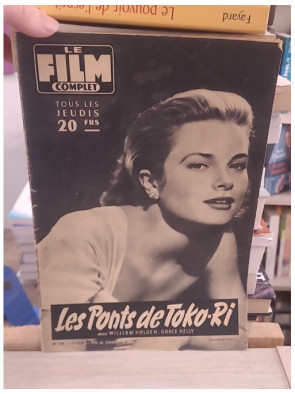 Fayard Le pouvoir de l'esprit
LE
FILM
COMPLET
TOUS LES
JEUDIS
20 FRS
Les Ponts de Toko-Ri
avec WILLIAM HOLDEN, GRACE KELLY